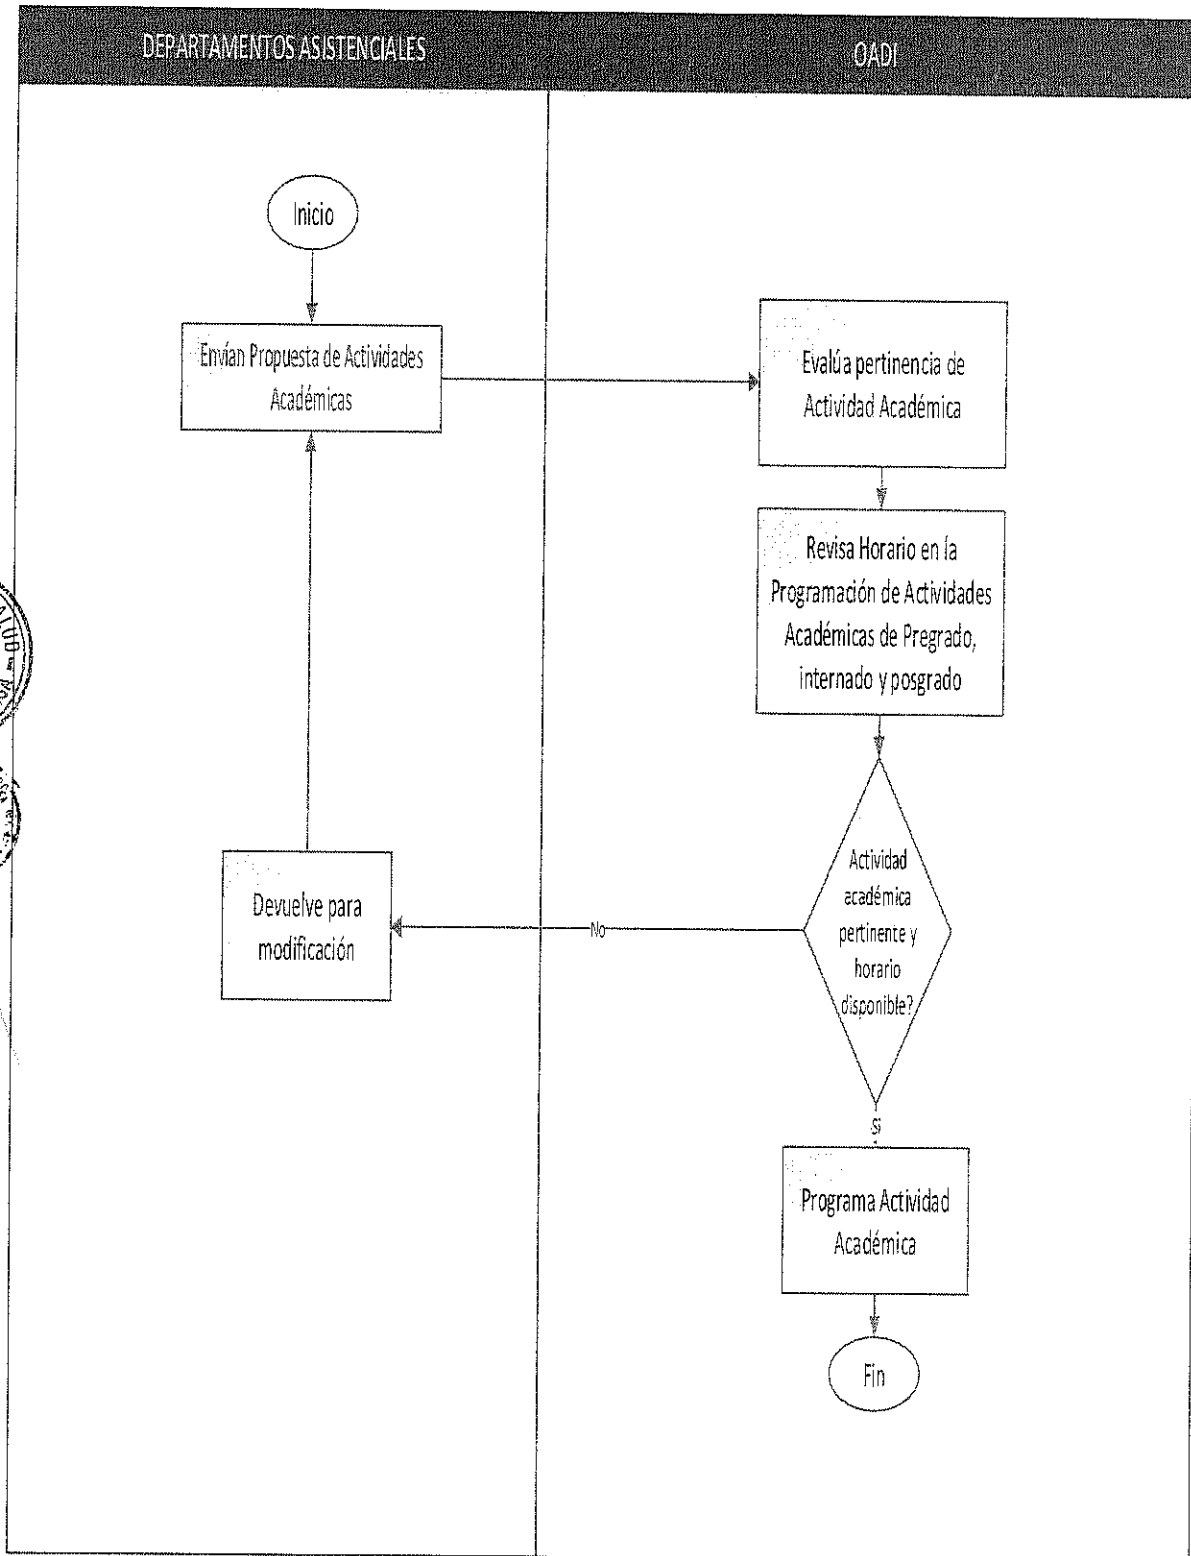 DEPARTAMENTOS ASISTENCIALES
OADI
Inicio
Envían Propuesta de Actividades
Académicas
Evalúa pertinencia de
Actividad Académica
Revisa Horario en la
Programación de Actividades
Académicas de Pregrado,
internado y posgrado
Actividad
académica
pertinente y
horario
disponible?
No
Devuelve para
modificación
Si
Programa Actividad
Académica
Fin
ALUD